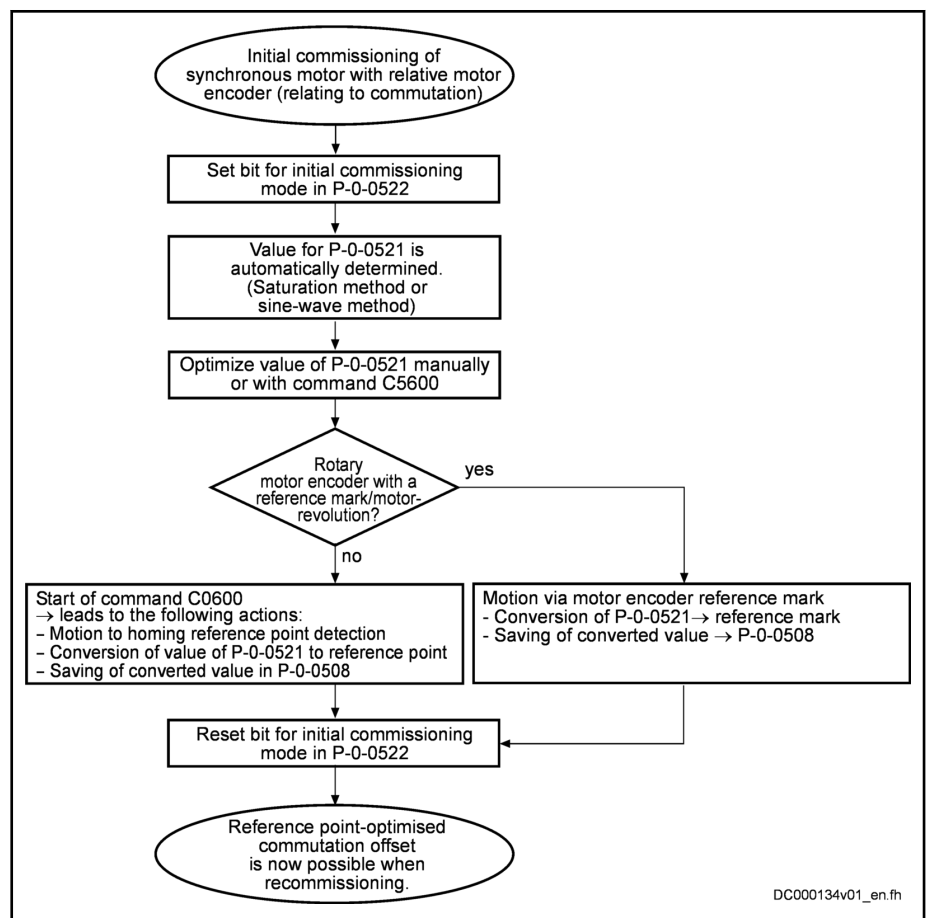 Initial commissioning of
synchronous motor with relative motor
encoder (relating to commutation)
Set bit for initial commissioning
mode in P-0-0522
Value for P-0-0521 is
automatically determined.
(Saturation method or
sine-wave method)
Optimize value of P-0-0521 manually
or with command C5600
Rotary
motor encoder with a
reference mark/motor-
revolution?
yes
no
Start of command C0600
→ leads to the following actions:
– Motion to homing reference point detection
– Conversion of value of P-0-0521 to reference point
– Saving of converted value in P-0-0508
Motion via motor encoder reference mark
- Conversion of P-0-0521→ reference mark
- Saving of converted value → P-0-0508
Reset bit for initial commissioning
mode in P-0-0522
Reference point-optimised
commutation offset
is now possible when
recommissioning.
DC000134v01_en.fh